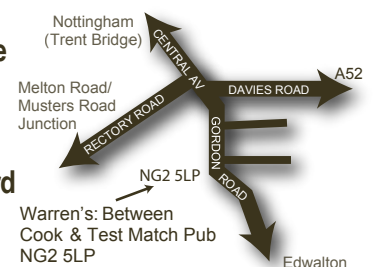 Nottingham
(Trent Bridge)
CENTRAL AV
A52
DAVIES ROAD
Melton Road/
Musters Road
Junction
RECTORY ROAD
GORDON
ROAD
NG2 5LP
Warren's: Between
Cook & Test Match Pub
NG2 5LP
Edwalton
e
rd